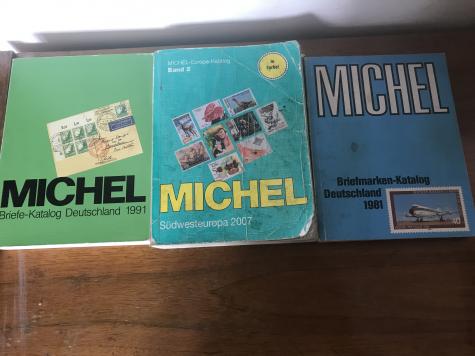 MICHEL
Briefe-Katalog Deutschland 1991
MICHEL-Europa-Katalog
Band 2
in
Farbe!
MICHEL
Südwesteuropa 2007
MICHEL
Briefmarken-Katalog
Deutschland
1981